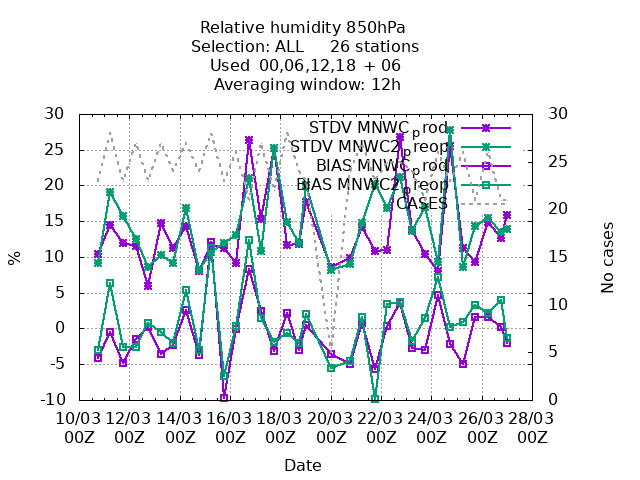 Relative humidity 850hPa
Selection: ALL 26 stations
Used 00,06,12,18 + 06
Averaging window: 12h
STDV MNWC_prod
STDV MNWC2_preop
BIAS MNWC_prod
BIAS MNWC2_preop
CASES
30
25
20
15
10
5
0
-5
-10
%
30
25
20
15
10
5
0
No cases
10/03 12/03 14/03 16/03 18/03 20/03 22/03 24/03 26/03 28/03
00Z 00Z 00Z 00Z 00Z 00Z 00Z 00Z 00Z 00Z
Date